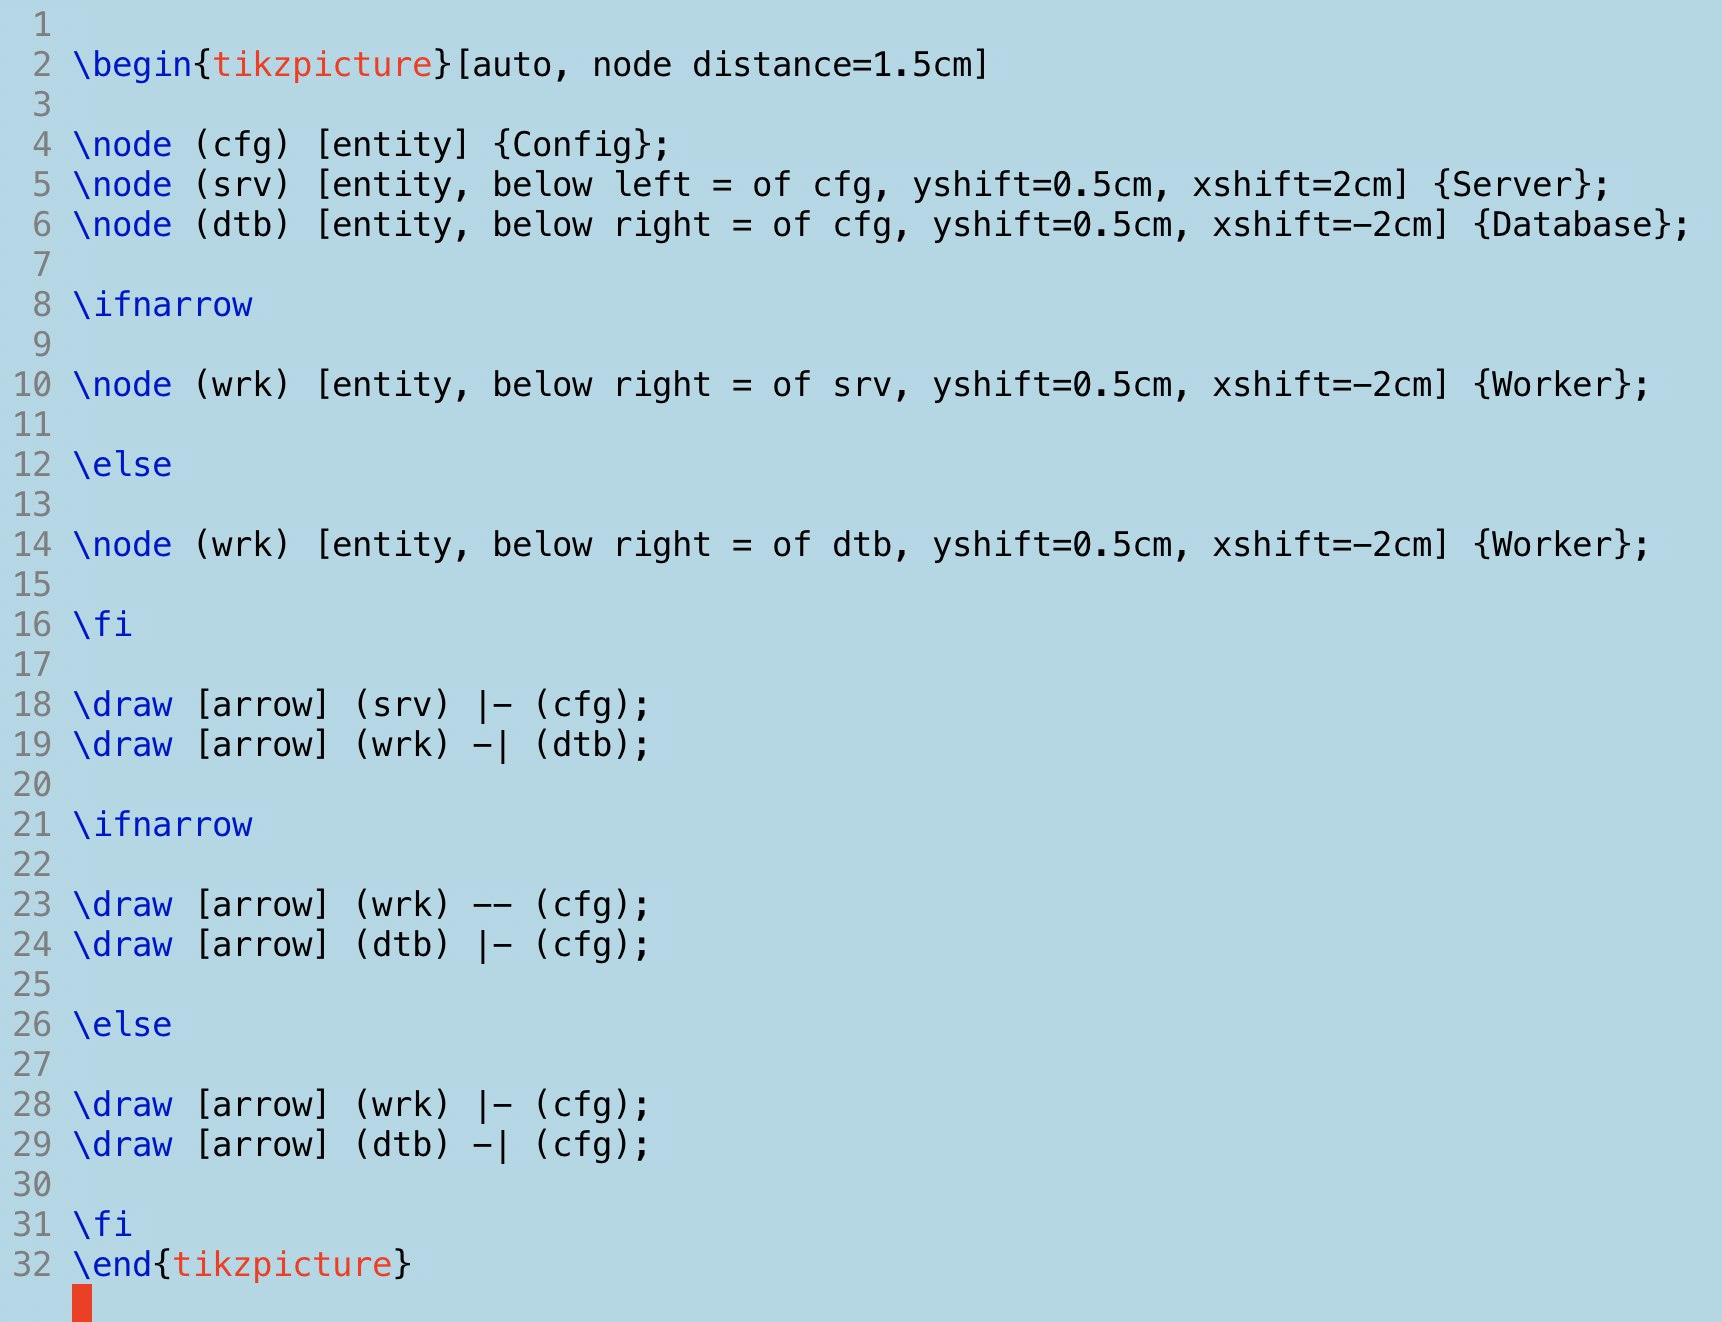 1
2 \begin{tikzpicture}[auto, node distance=1.5cm]
3
4 \node (cfg) [entity] {Config};
5 \node (srv) [entity, below left = of cfg, yshift=0.5cm, xshift=2cm] {Server};
6 \node (dtb) [entity, below right = of cfg, yshift=0.5cm, xshift=-2cm] {Database};
7
8 \ifnarrow
9
10 \node (wrk) [entity, below right = of srv, yshift=0.5cm, xshift=-2cm] {Worker};
11
12 \else
13
14 \node (wrk) [entity, below right = of dtb, yshift=0.5cm, xshift=-2cm] {Worker};
15
16 \fi
17
18 \draw [arrow] (srv) |- (cfg);
19 \draw [arrow] (wrk) -| (dtb);
20
21 \ifnarrow
22
23 \draw [arrow] (wrk) -- (cfg);
24 \draw [arrow] (dtb) |- (cfg);
25
26 \else
27
28 \draw [arrow] (wrk) |- (cfg);
29 \draw [arrow] (dtb) -| (cfg);
30
31 \fi
32 \end{tikzpicture}